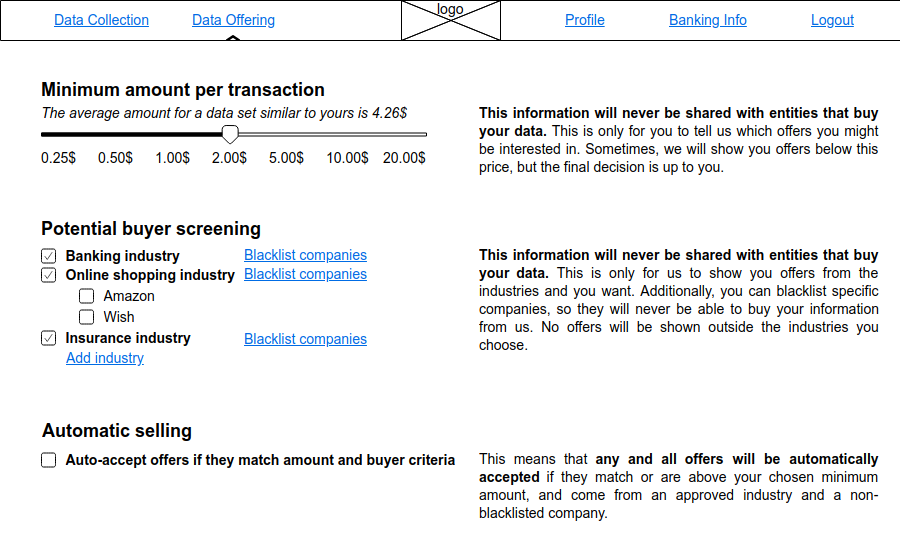 Data Collection Data Offering logo Profile Banking Info Logout
Minimum amount per transaction
The average amount for a data set similar to yours is 4.26$
0.25$ 0.50$ 1.00$ 2.00$ 5.00$ 10.00$ 20.00$
This information will never be shared with entities that buy
your data. This is only for you to tell us which offers you might
be interested in. Sometimes, we will show you offers below this
price, but the final decision is up to you.
Potential buyer screening
Banking industry Blacklist companies
Online shopping industry Blacklist companies
Amazon
Wish
Insurance industry Blacklist companies
Add industry
This information will never be shared with entities that buy
your data. This is only for us to show you offers from the
industries and you want. Additionally, you can blacklist specific
companies, so they will never be able to buy your information
from us. No offers will be shown outside the industries you
choose.
Automatic selling
Auto-accept offers if they match amount and buyer criteria
This means that any and all offers will be automatically
accepted if they match or are above your chosen minimum
amount, and come from an approved industry and a non-
blacklisted company.